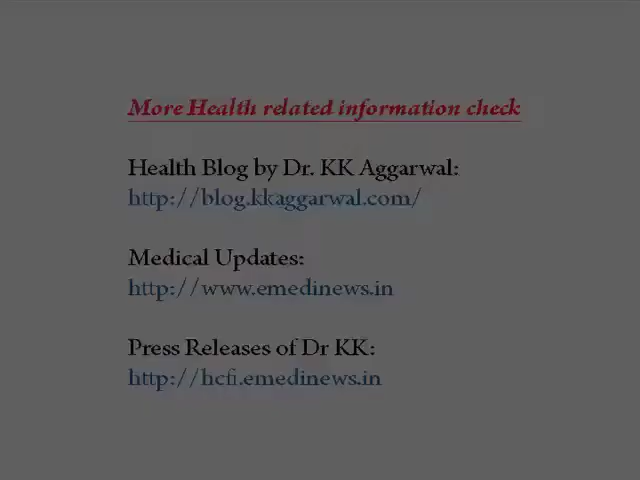 More Health related information check
Health Blog by Dr. KK Aggarwal:
http://blog.kkaggarwal.com/
Medical Updates:
http://www.emedinews.in
Press Releases of Dr KK:
http://hcfi.emedinews.in